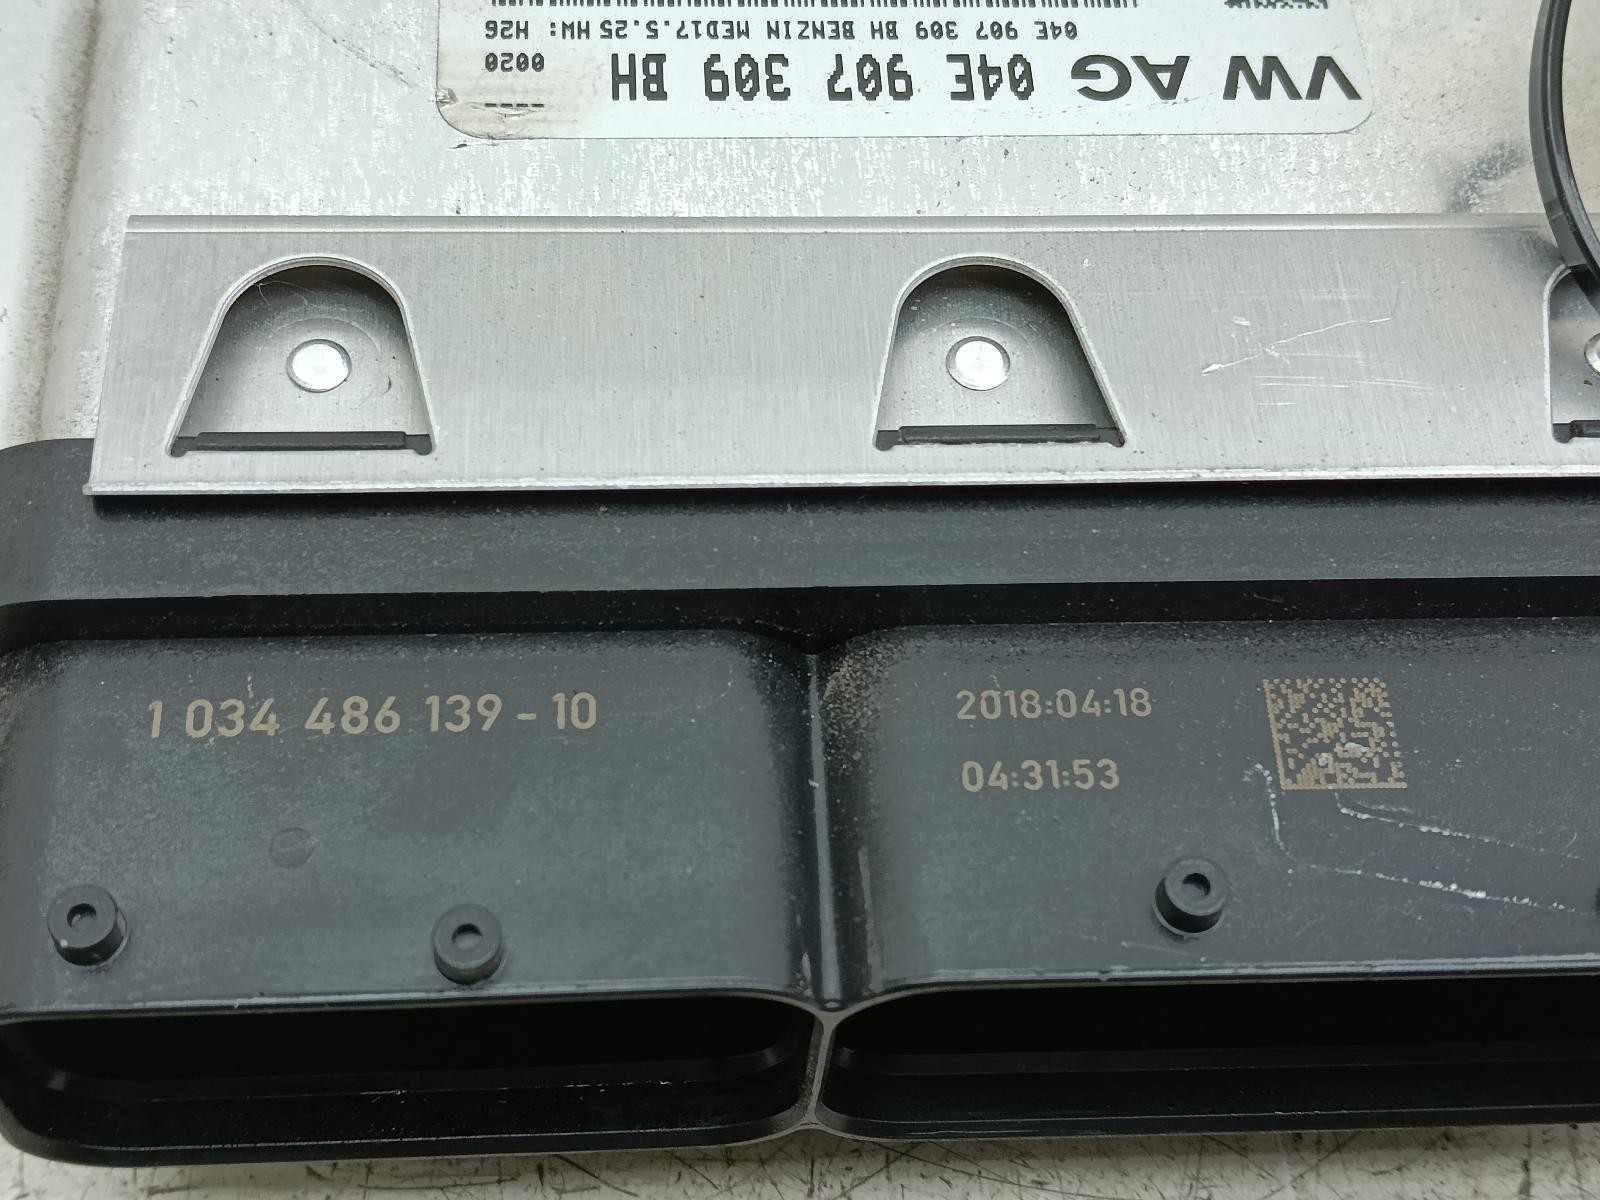 VW AG 04E 907 309 BH
0020
04E 907 309 BH BENZIN MED17.5.25 HW: H26
1 034 486 139 - 10
2018:04:18
04:31:53